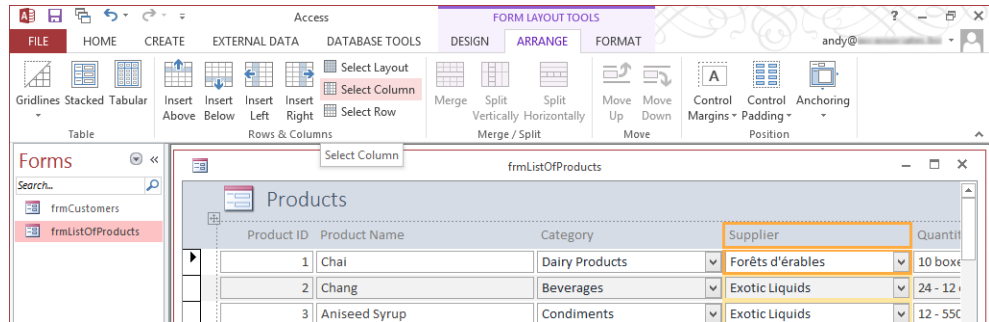 Access
FORM LAYOUT TOOLS
?
FILE HOME CREATE EXTERNAL DATA DATABASE TOOLS DESIGN ARRANGE FORMAT andy@
Gridlines Stacked Tabular
Insert Above Insert Below Insert Left Insert Right
Select Layout
Select Column
Select Row
Merge Split Vertically Split Horizontally
Move Up Move Down
Control Margins Control Padding Anchoring
Table Rows & Columns Merge / Split Move Position
Select Column
Forms
Search...
frmCustomers
frmListOfProducts
frmListOfProducts
Products
Product ID Product Name Category Supplier Quantit
1 Chai Dairy Products Forêts d'érables 10 boxe
2 Chang Beverages Exotic Liquids 24 - 12
3 Aniseed Syrup Condiments Exotic Liquids 12 - 550